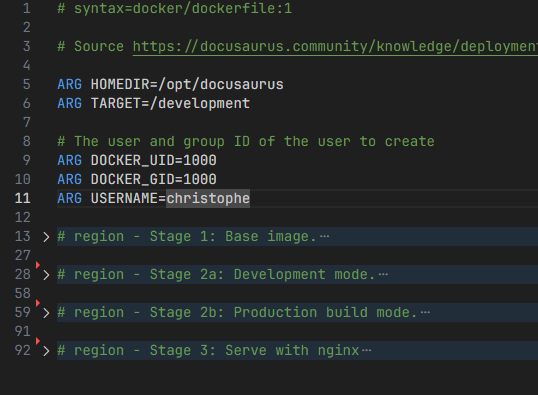 1 # syntax=docker/dockerfile:1
2
3 # Source https://docusaurus.community/knowledge/deploymen
4
5 ARG HOMEDIR=/opt/docusaurus
6 ARG TARGET=/development
7
8 # The user and group ID of the user to create
9 ARG DOCKER_UID=1000
10 ARG DOCKER_GID=1000
11 ARG USERNAME=christophe
12
13 > # region - Stage 1: Base image.…
27
28 > # region - Stage 2a: Development mode.…
58
59 > # region - Stage 2b: Production build mode.…
91
92 > # region - Stage 3: Serve with nginx…